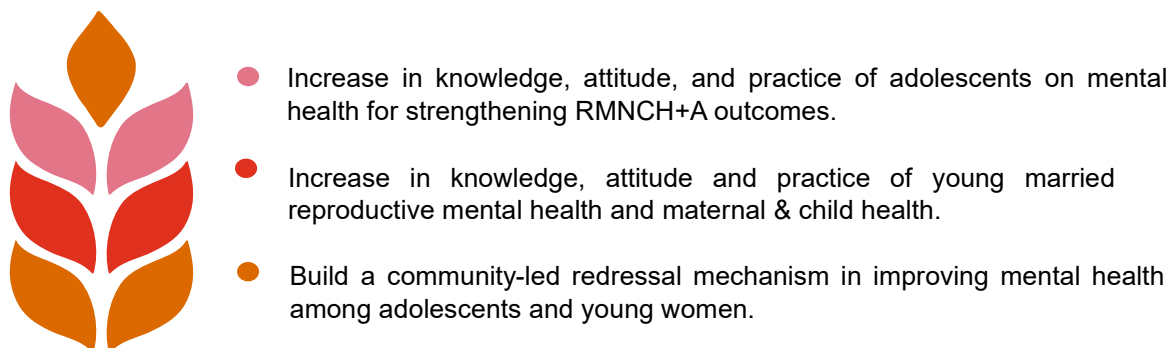 Increase in knowledge, attitude, and practice of adolescents on mental
health for strengthening RMNCH+A outcomes.
Increase in knowledge, attitude and practice of young married
reproductive mental health and maternal & child health.
Build a community-led redressal mechanism in improving mental health
among adolescents and young women.